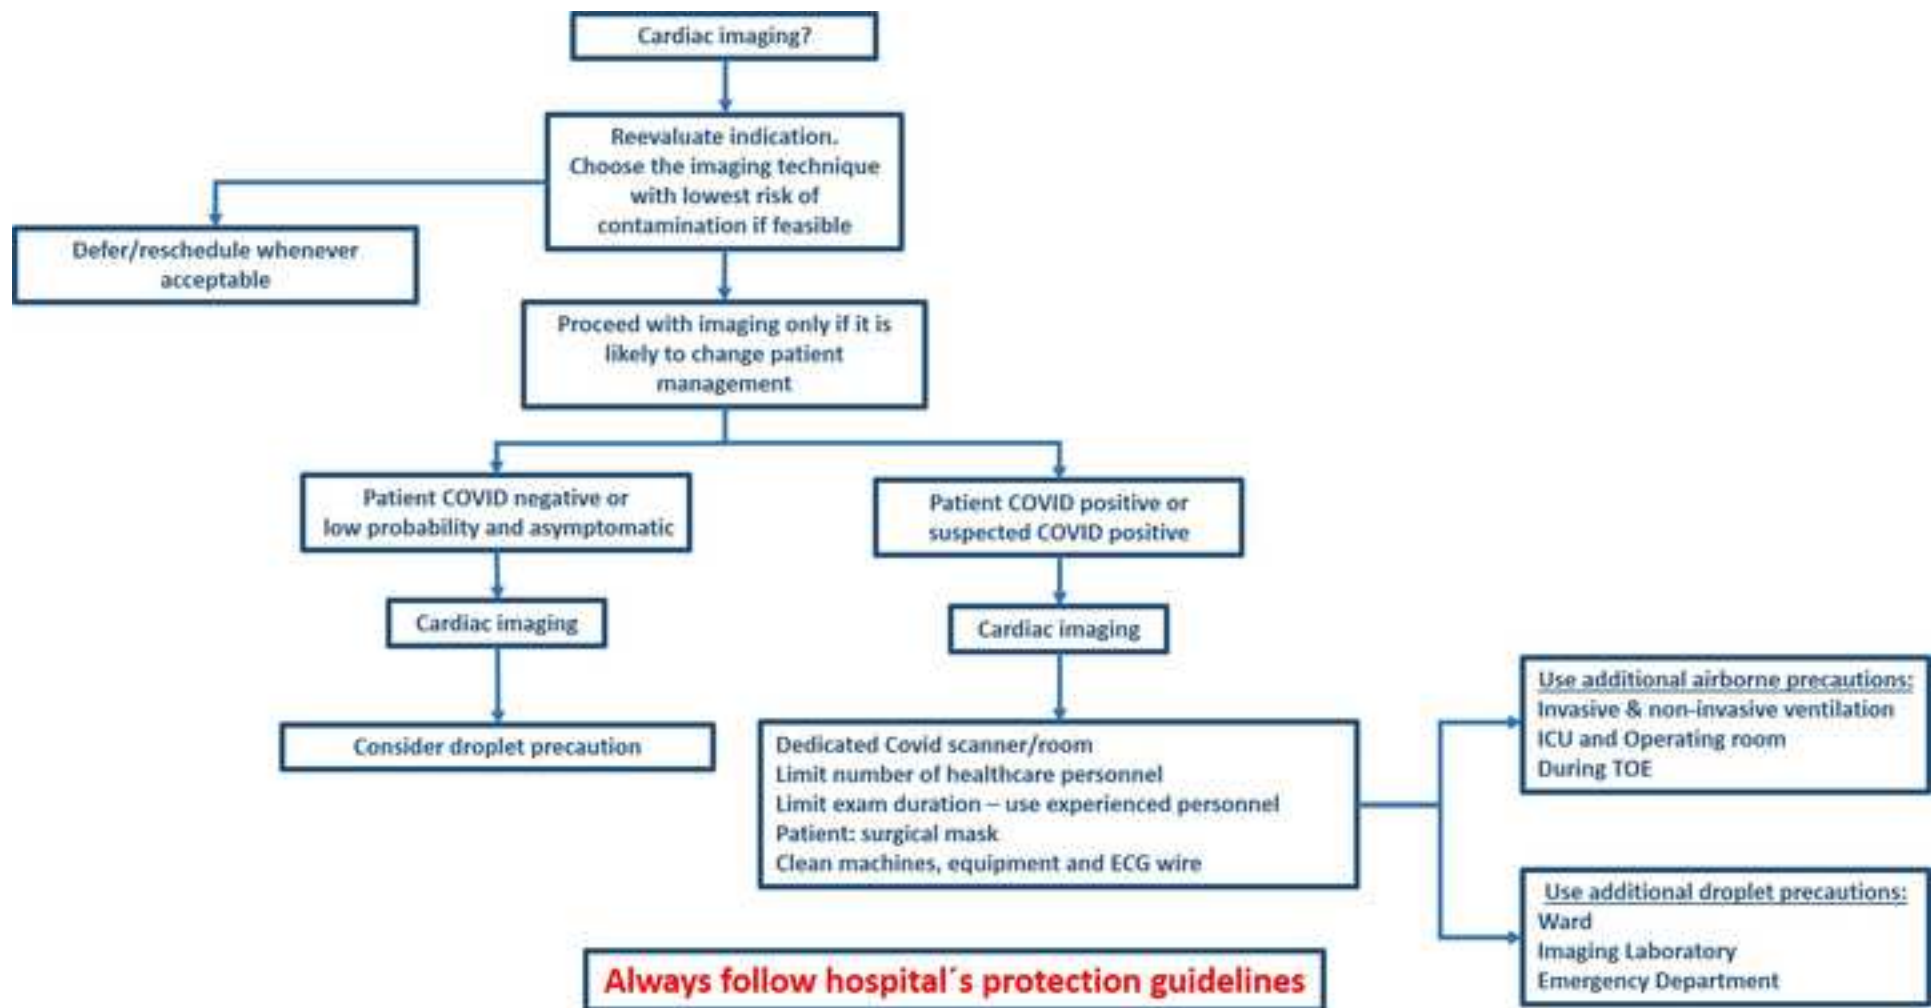 Cardiac imaging?
Reevaluate indication.
Choose the imaging technique
with lowest risk of
contamination if feasible
Defer/reschedule whenever
acceptable
Proceed with imaging only if it is
likely to change patient
management
Patient COVID negative or
low probability and asymptomatic
Patient COVID positive or
suspected COVID positive
Cardiac imaging
Cardiac imaging
Consider droplet precaution
Dedicated Covid scanner/room
Limit number of healthcare personnel
Limit exam duration – use experienced personnel
Patient: surgical mask
Clean machines, equipment and ECG wire
Use additional airborne precautions:
Invasive & non-invasive ventilation
ICU and Operating room
During TOE
Use additional droplet precautions:
Ward
Imaging Laboratory
Emergency Department
Always follow hospital´s protection guidelines